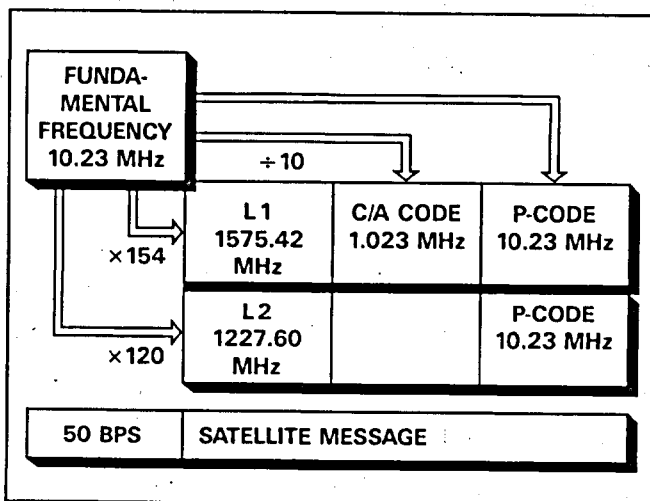 FUNDA-
MENTAL
FREQUENCY
10.23 MHz
÷10
×154
×120
L1
1575.42
MHz
C/A CODE
1.023 MHz
P-CODE
10.23 MHz
L2
1227.60
MHz
P-CODE
10.23 MHz
50 BPS
SATELLITE MESSAGE